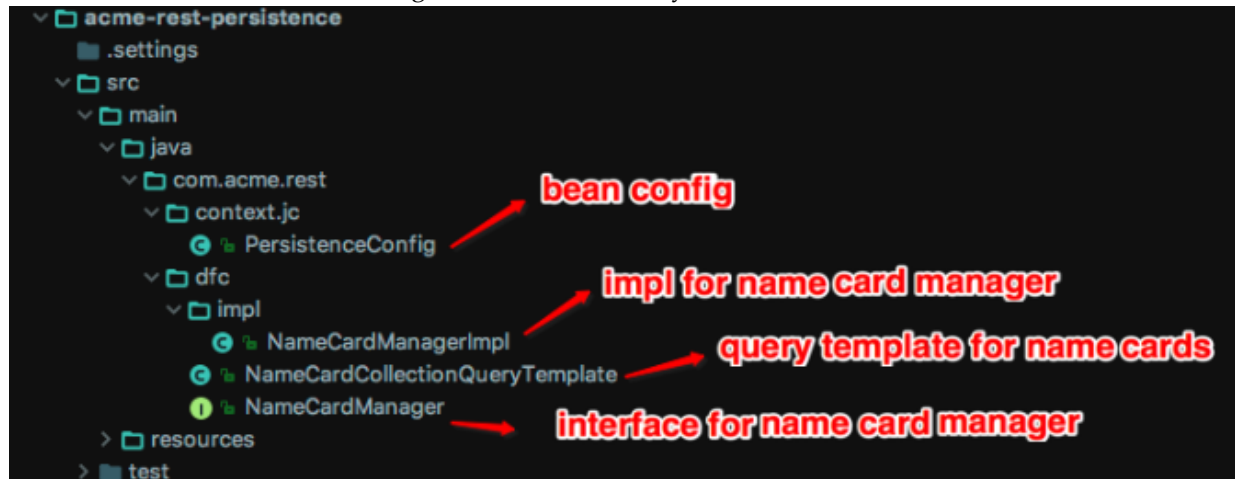 acme-rest-persistence
.settings
src
main
java
com.acme.rest
bean config
context.jc
C PersistenceConfig
dfc
impl for name card manager
impl
C NameCardManagerImpl
query template for name cards
C NameCardCollectionQueryTemplate
I NameCardManager
interface for name card manager
resources
test